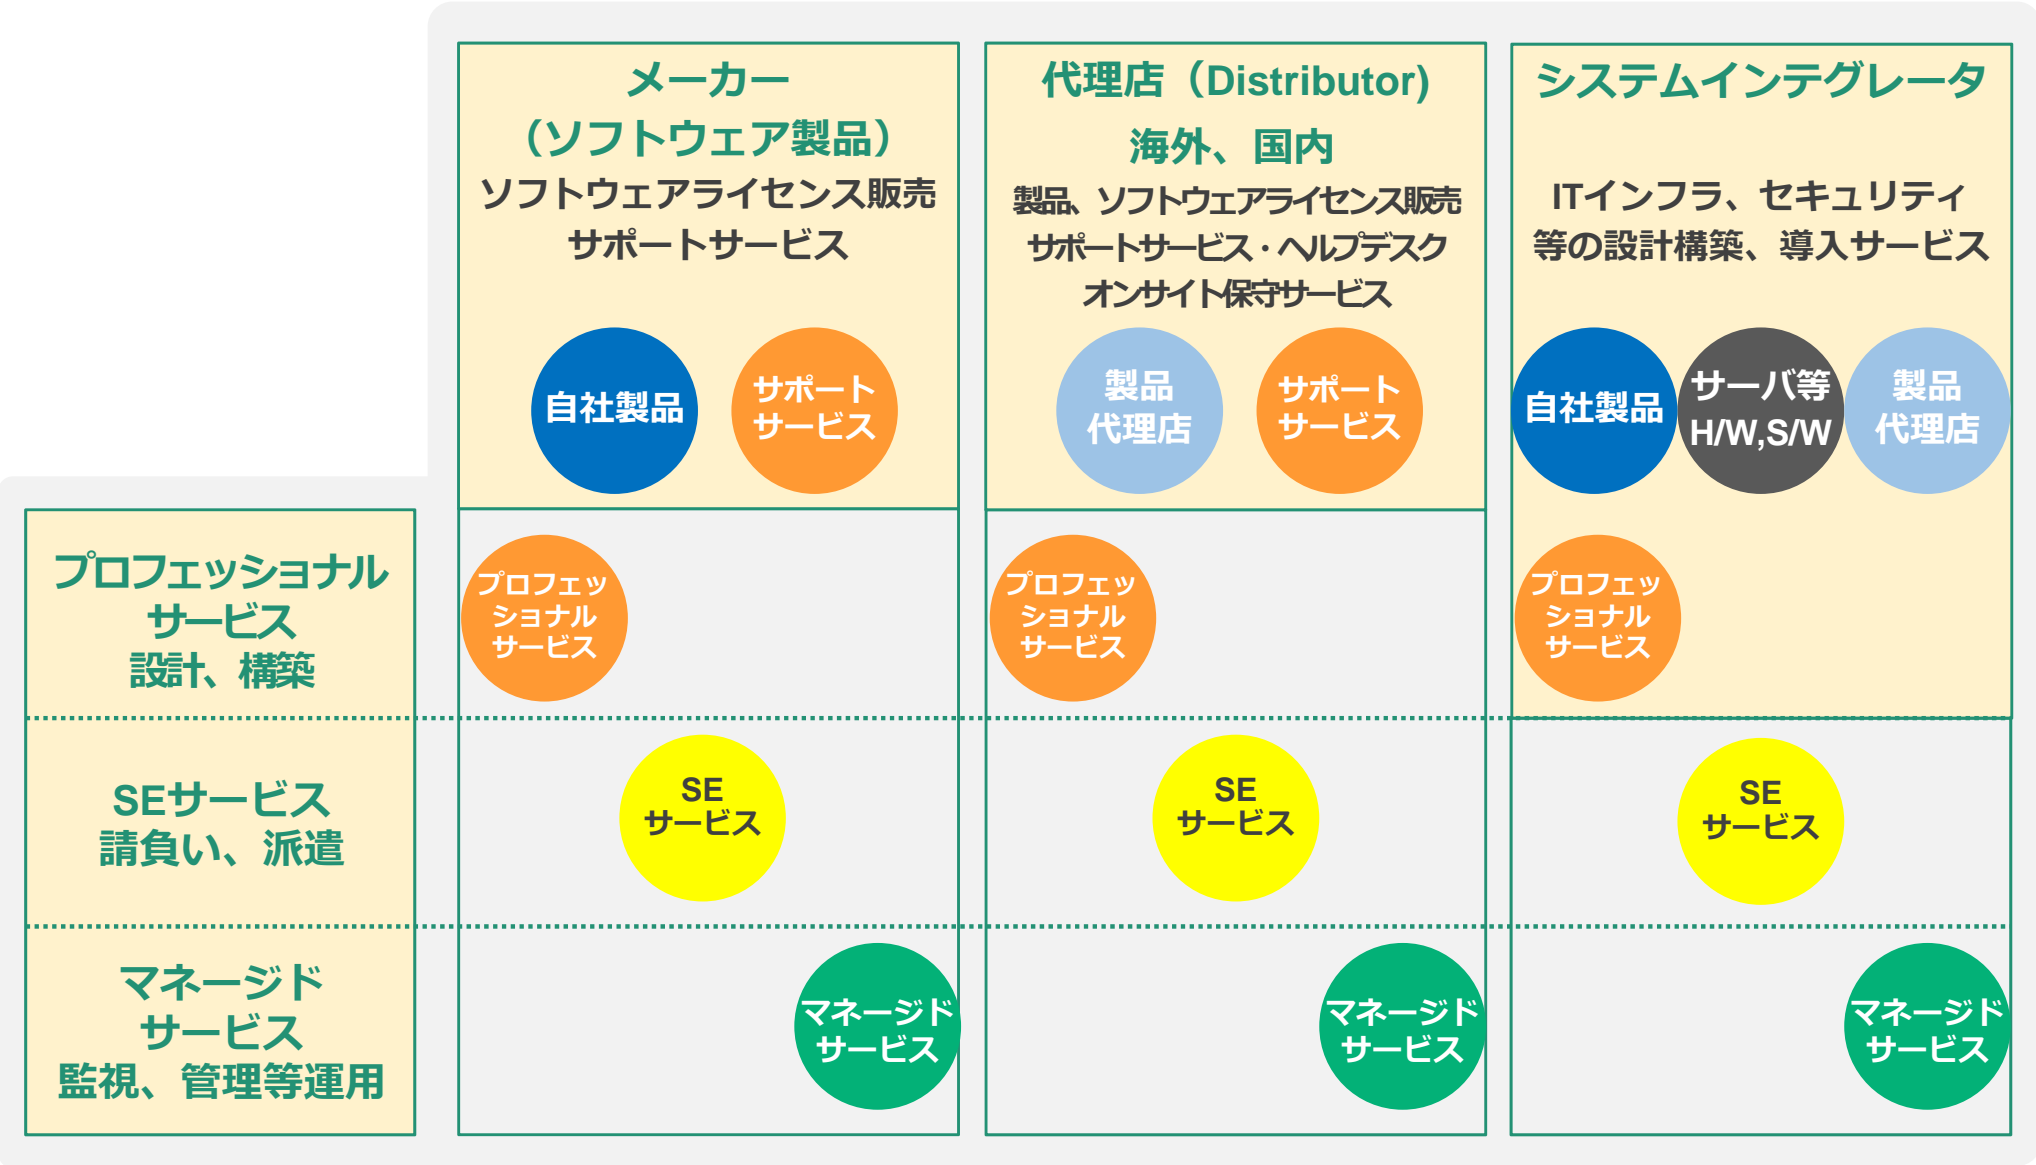 メーカー
（ソフトウェア製品）
ソフトウェアライセンス販売
サポートサービス
自社製品
サポート
サービス
代理店（Distributor)
海外、国内
製品、ソフトウェアライセンス販売
サポートサービス・ヘルプデスク
オンサイト保守サービス
製品
代理店
サポート
サービス
システムインテグレータ
ITインフラ、セキュリティ
等の設計構築、導入サービス
自社製品
サーバ等
H/W,S/W
製品
代理店
プロフェッショナル
サービス
設計、構築
プロフェッ
ショナル
サービス
プロフェッ
ショナル
サービス
プロフェッ
ショナル
サービス
SEサービス
請負い、派遣
SE
サービス
SE
サービス
SE
サービス
マネージド
サービス
監視、管理等運用
マネージド
サービス
マネージド
サービス
マネージド
サービス